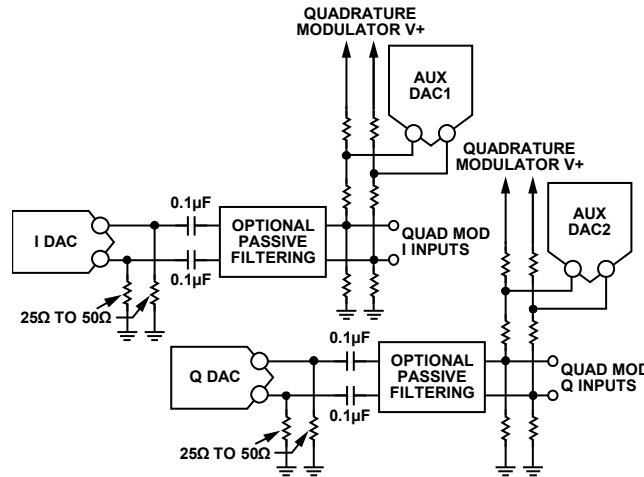 QUADRATURE
MODULATOR V+
AUX
DAC1
QUADRATURE
MODULATOR V+
AUX
DAC2
0.1µF
I DAC
OPTIONAL
PASSIVE
FILTERING
QUAD MOD
I INPUTS
0.1µF
25Ω TO 50Ω
0.1µF
Q DAC
OPTIONAL
PASSIVE
FILTERING
QUAD MOD
Q INPUTS
0.1µF
25Ω TO 50Ω